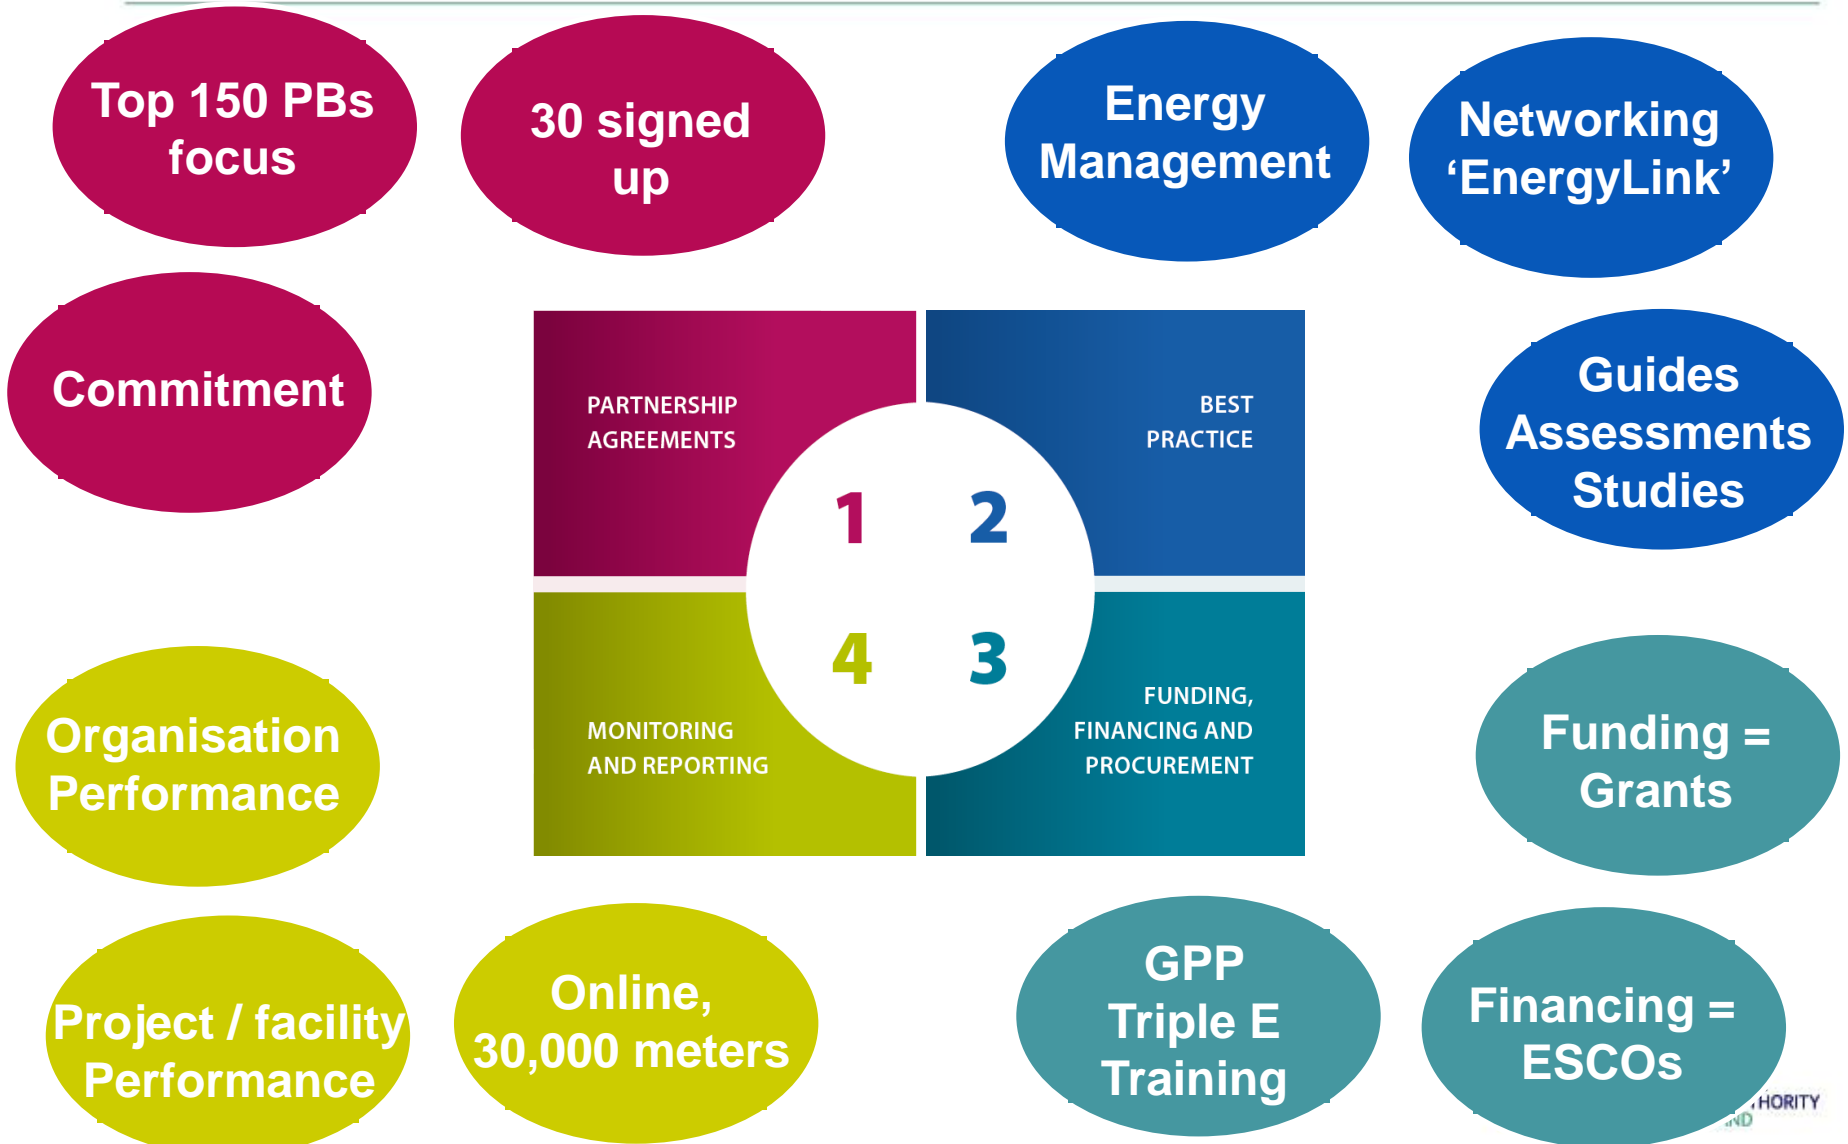 Top 150 PBs
focus
30 signed
up
Energy
Management
Networking
‘EnergyLink’
Commitment
Guides
Assessments
Studies
PARTNERSHIP
AGREEMENTS
BEST
PRACTICE
1
2
4
3
MONITORING
AND REPORTING
FUNDING,
FINANCING AND
PROCUREMENT
Organisation
Performance
Funding =
Grants
Project / facility
Performance
Online,
30,000 meters
GPP
Triple E
Training
Financing =
ESCOs